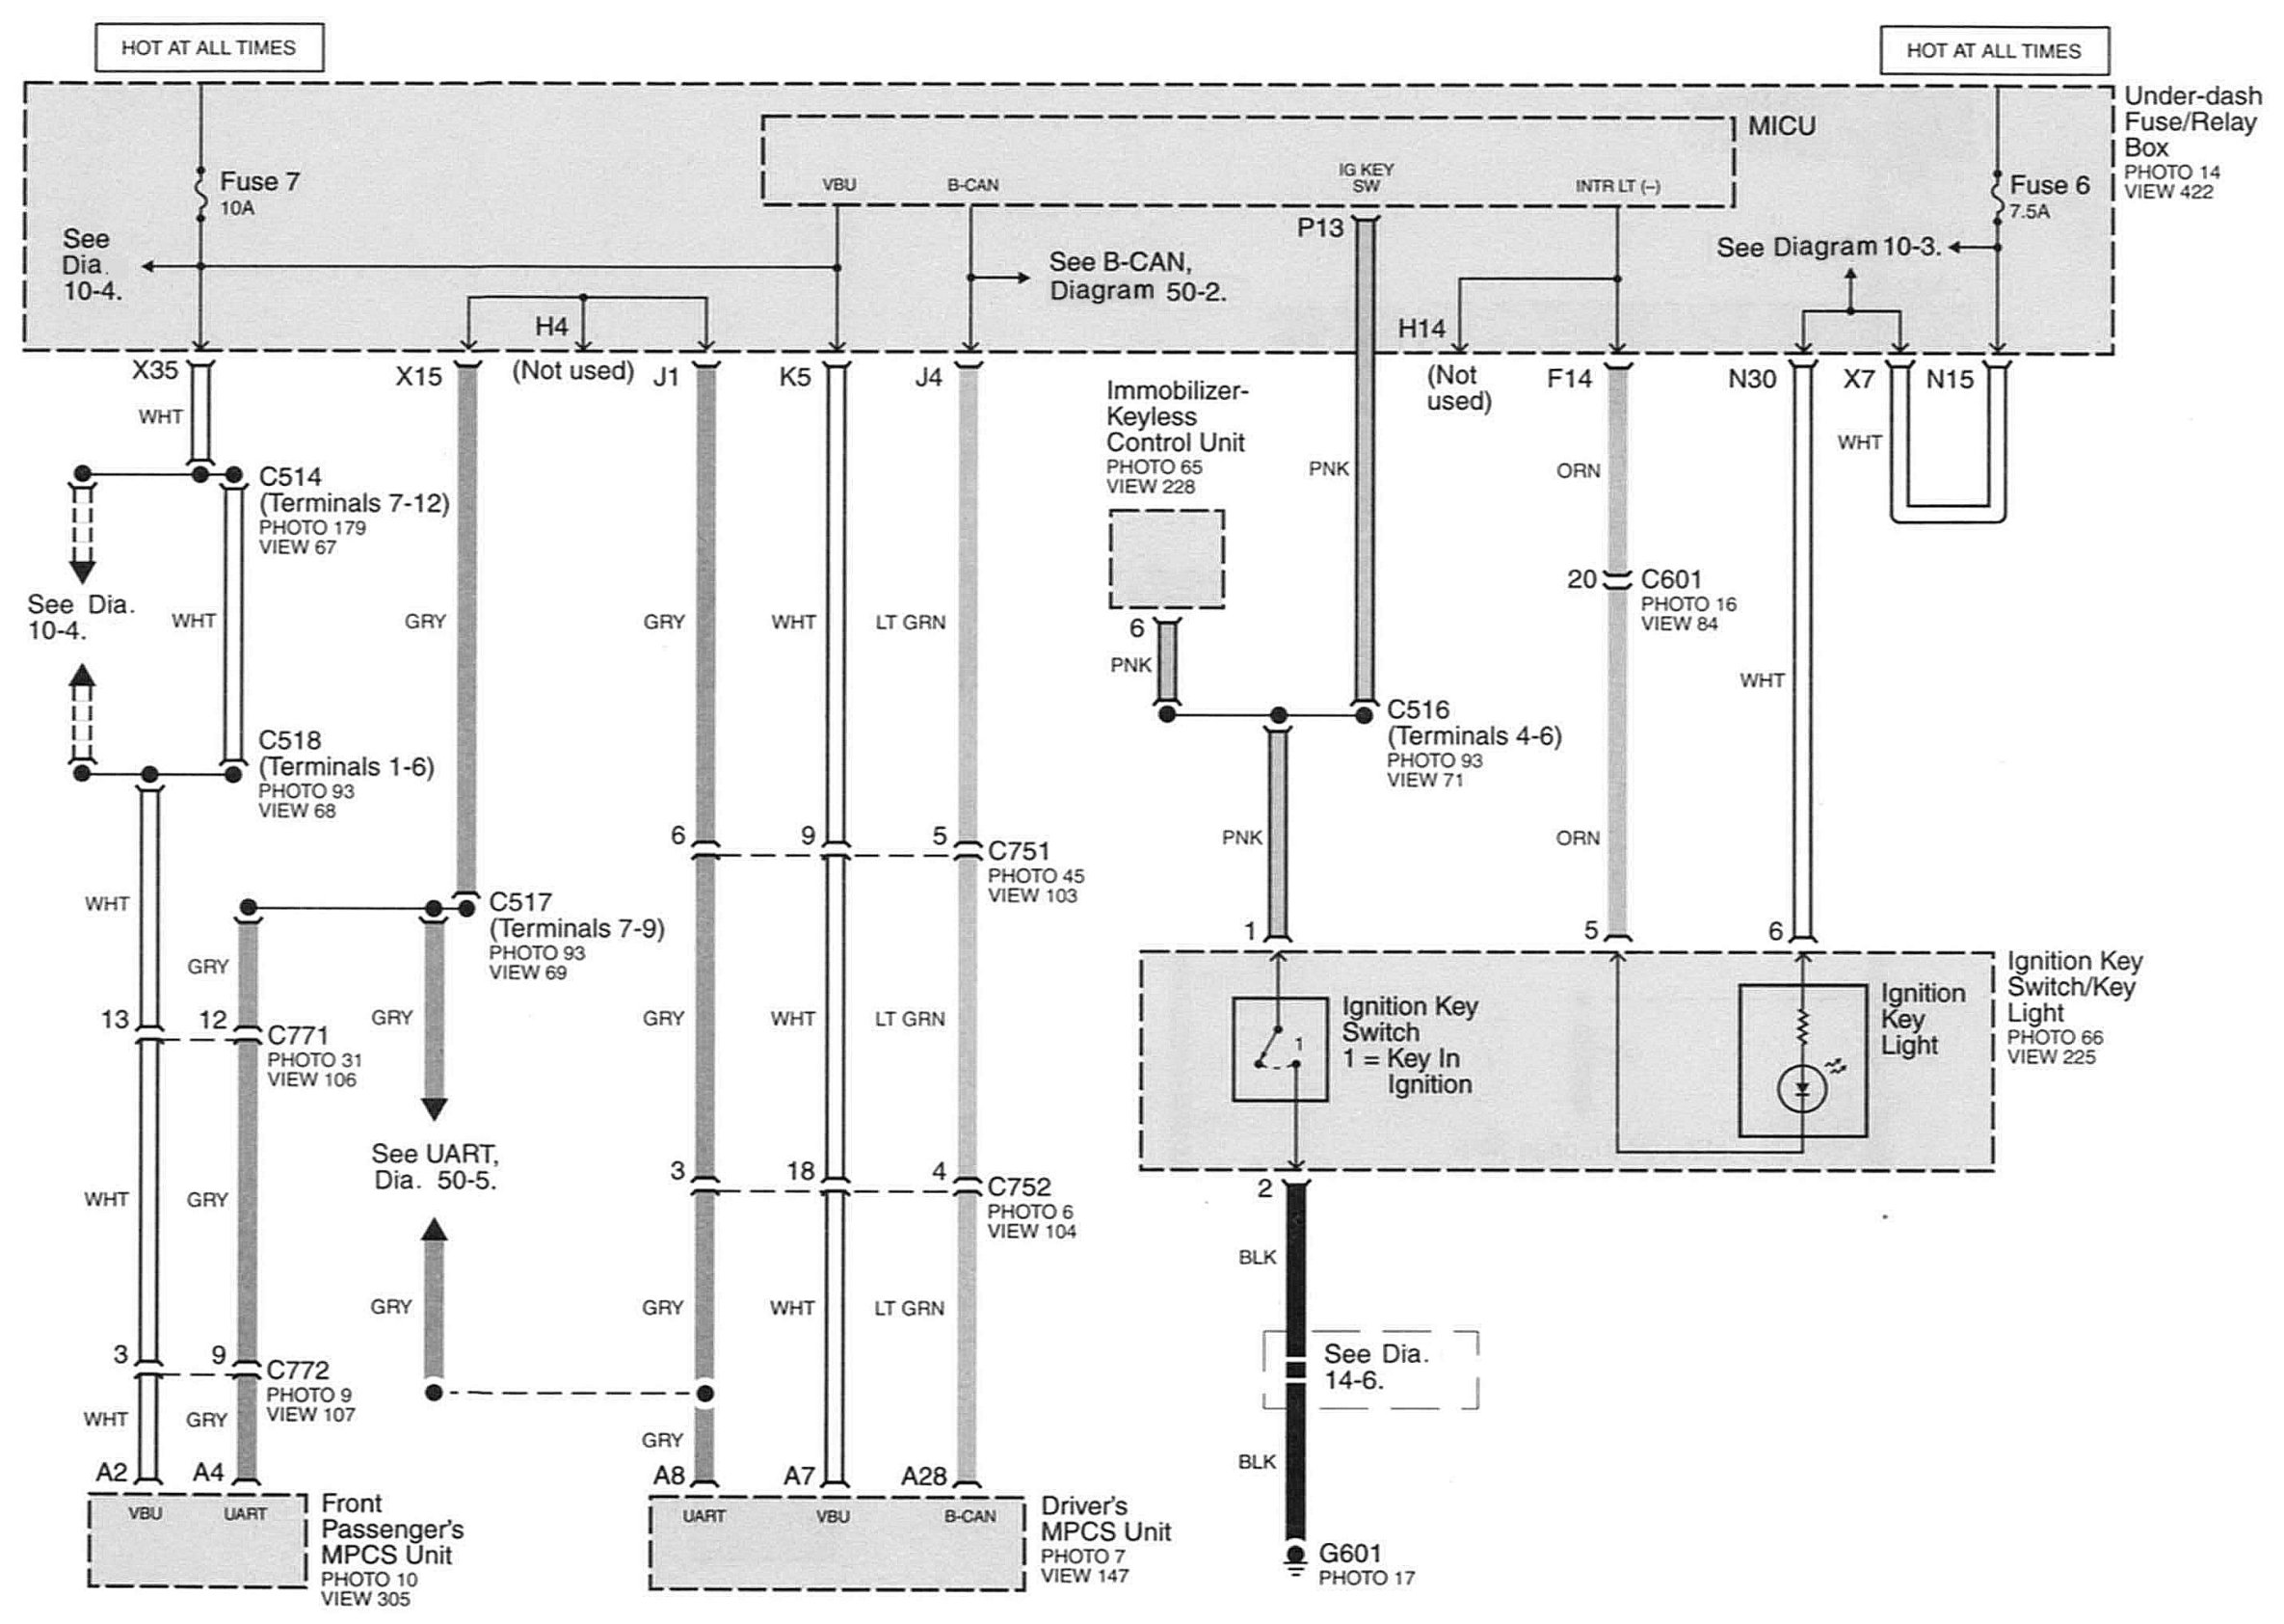 HOT AT ALL TIMES
HOT AT ALL TIMES
Under-dash
Fuse/Relay
Box
PHOTO 14
VIEW 422
MICU
VBU
B-CAN
IG KEY
SW
INTR LT (–)
Fuse 7
10A
Fuse 6
7.5A
See
Dia.
10-4.
See B-CAN,
Diagram 50-2.
P13
See Diagram 10-3.
H4
H14
X35
X15
(Not used)
J1
K5
J4
(Not
used)
F14
N30
X7
N15
WHT
Immobilizer-
Keyless
Control Unit
PHOTO 65
VIEW 228
PNK
ORN
WHT
C514
(Terminals 7-12)
PHOTO 179
VIEW 67
20
C601
PHOTO 16
VIEW 84
See Dia.
10-4.
WHT
GRY
GRY
WHT
LT GRN
6
PNK
WHT
C518
(Terminals 1-6)
PHOTO 93
VIEW 68
C516
(Terminals 4-6)
PHOTO 93
VIEW 71
6
9
5
C751
PHOTO 45
VIEW 103
PNK
ORN
WHT
C517
(Terminals 7-9)
PHOTO 93
VIEW 69
1
5
6
GRY
GRY
GRY
WHT
LT GRN
13
12
C771
PHOTO 31
VIEW 106
Ignition Key
Switch
1 = Key In
Ignition
1
Ignition
Key
Light
Ignition Key
Switch/Key
Light
PHOTO 66
VIEW 225
See UART,
Dia. 50-5.
3
18
4
C752
PHOTO 6
VIEW 104
WHT
GRY
2
BLK
GRY
GRY
WHT
LT GRN
3
9
C772
PHOTO 9
VIEW 107
See Dia.
14-6.
WHT
GRY
GRY
BLK
A2
A4
A8
A7
A28
VBU
UART
Front
Passenger's
MPCS Unit
PHOTO 10
VIEW 305
UART
VBU
B-CAN
Driver's
MPCS Unit
PHOTO 7
VIEW 147
G601
PHOTO 17